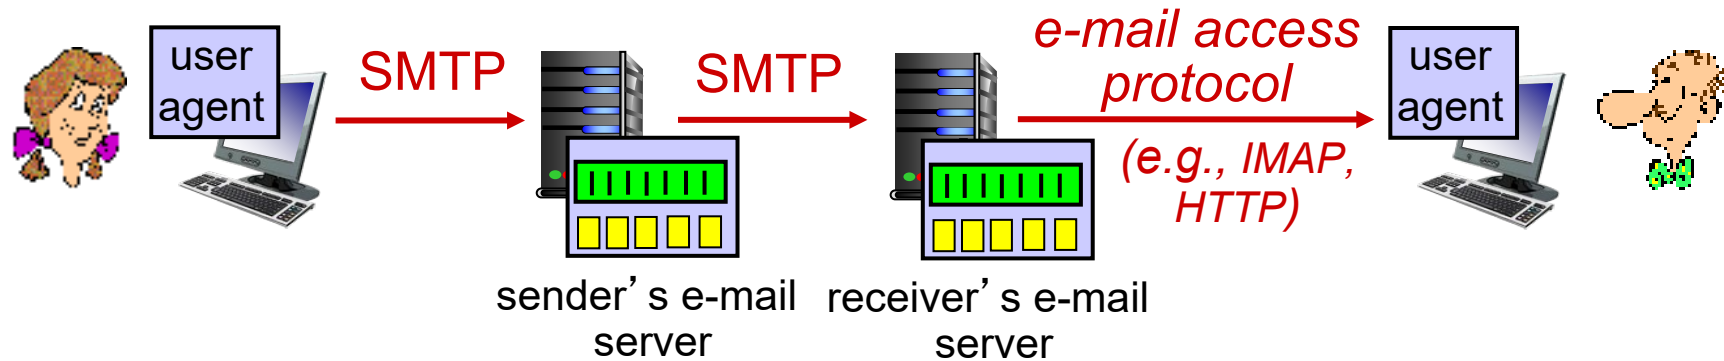 user
agent
SMTP
SMTP
e-mail access
protocol
(e.g., IMAP,
HTTP)
user
agent
sender’s e-mail
server
receiver’s e-mail
server